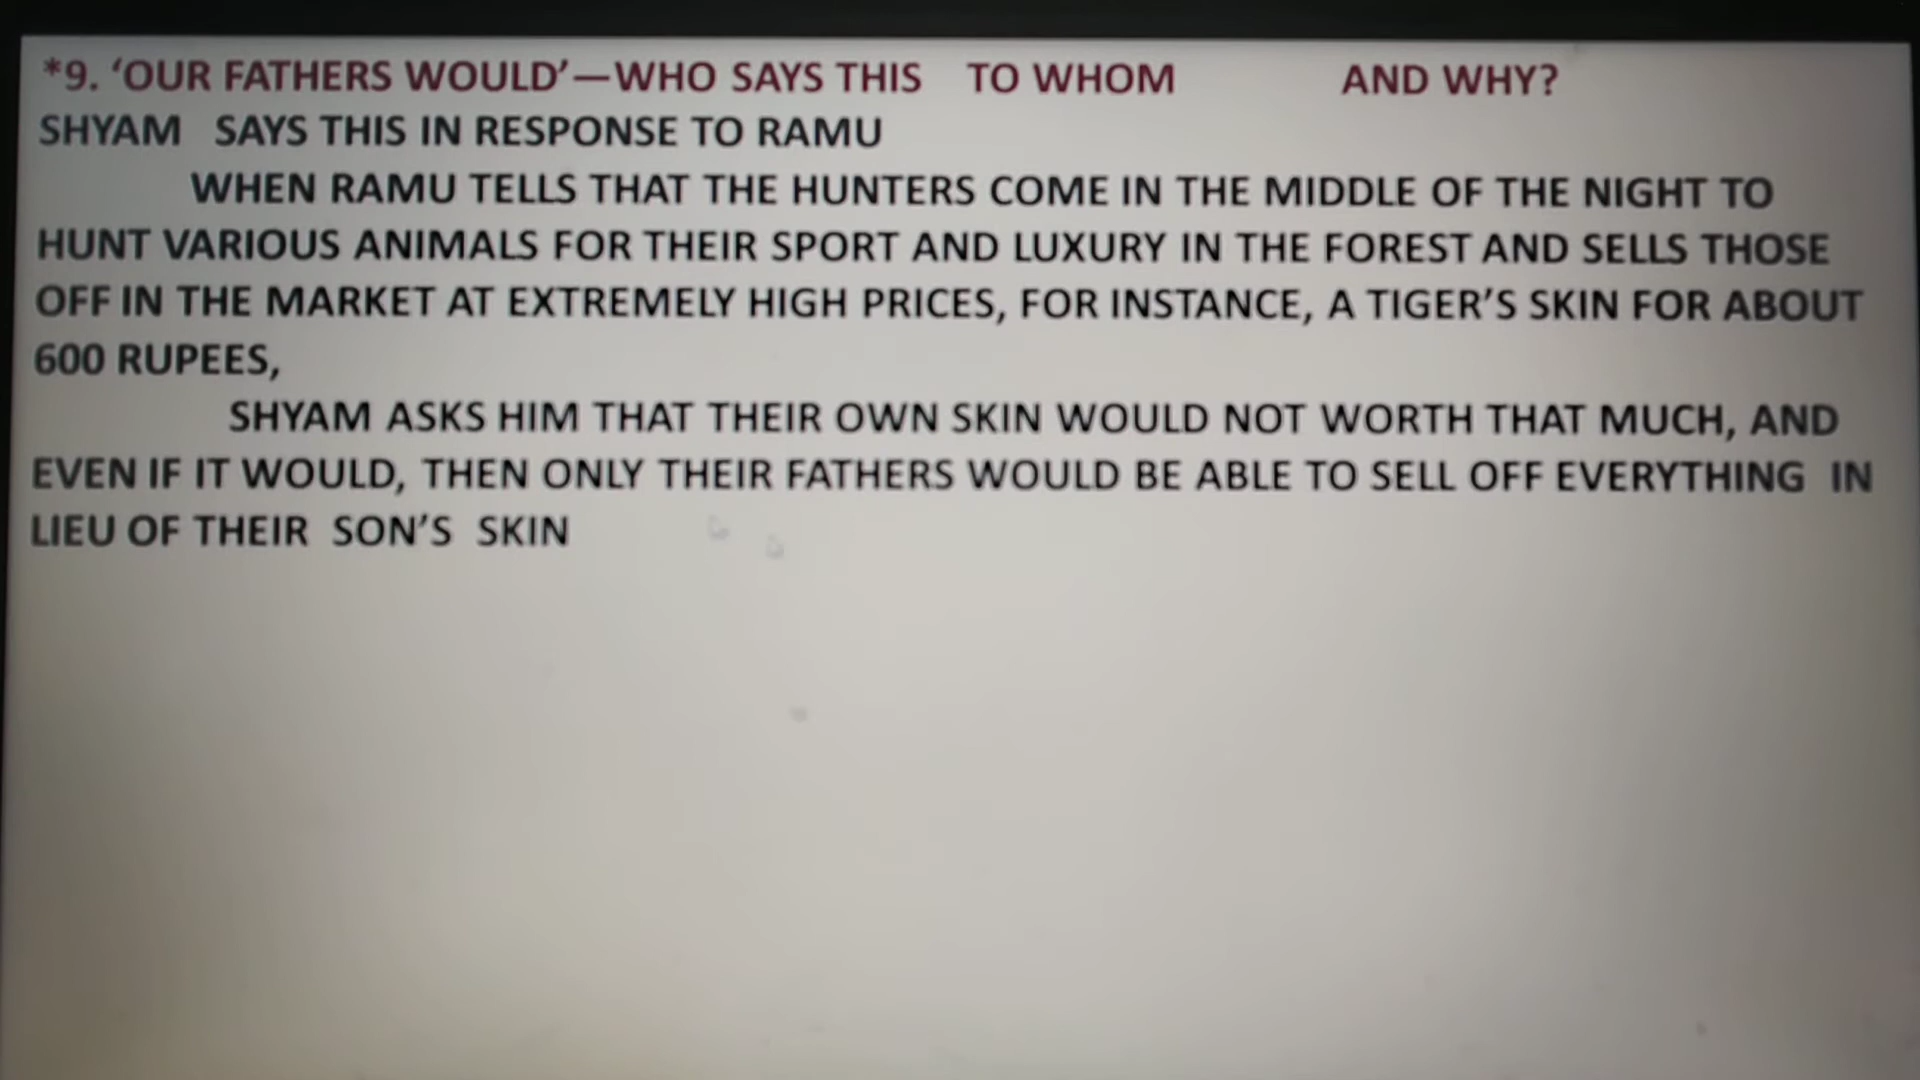 *9. ‘OUR FATHERS WOULD’—WHO SAYS THIS TO WHOM AND WHY?
SHYAM SAYS THIS IN RESPONSE TO RAMU
WHEN RAMU TELLS THAT THE HUNTERS COME IN THE MIDDLE OF THE NIGHT TO
HUNT VARIOUS ANIMALS FOR THEIR SPORT AND LUXURY IN THE FOREST AND SELLS THOSE
OFF IN THE MARKET AT EXTREMELY HIGH PRICES, FOR INSTANCE, A TIGER’S SKIN FOR ABOUT
600 RUPEES,
SHYAM ASKS HIM THAT THEIR OWN SKIN WOULD NOT WORTH THAT MUCH, AND
EVEN IF IT WOULD, THEN ONLY THEIR FATHERS WOULD BE ABLE TO SELL OFF EVERYTHING IN
LIEU OF THEIR SON’S SKIN